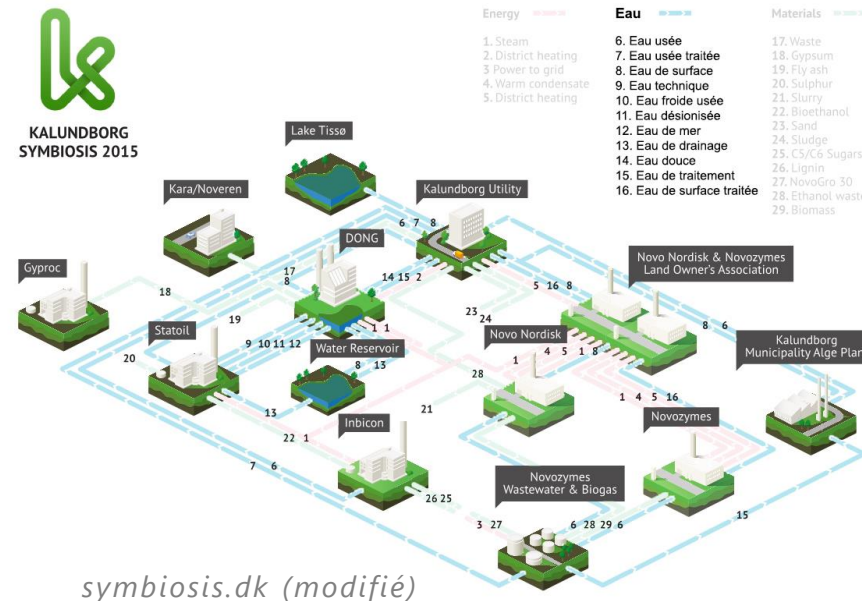 KALUNDBORG
SYMBIOSIS 2015
Energy
1. Steam
2. District heating
3 Power to grid
4. Warm condensate
5. District heating
Eau
6. Eau usée
7. Eau usée traitée
8. Eau de surface
9. Eau technique
10. Eau froide usée
11. Eau désionisée
12. Eau de mer
13. Eau de drainage
14. Eau douce
15. Eau de traitement
16. Eau de surface traitée
Materials
17. Waste
18. Gypsum
19. Fly ash
20. Sulphur
21. Slurry
22. Bioethanol
23. Sand
24. Sludge
25. C5/C6 Sugars
26. Lignin
27. NovoGro 30
28. Ethanol waste
29. Biomass
Lake Tissø
Kara/Noveren
Kalundborg Utility
6 7 8
DONG
Gyproc
17
8
14 15 2
5 16 8
Novo Nordisk & Novozymes
Land Owner's Association
18
19
23
24
8 6
Statoil
9 10 11 12
1 1
Water Reservoir
8 13
Novo Nordisk
1 4 5 1 8
Kalundborg
Municipality Alge Plan
20
28
13
21
1 4 5 16
Inbicon
22 1
Novozymes
7 6
Novozymes
Wastewater & Biogas
26 25
3 27
6 28 29 6
15
symbiosis.dk (modifié)